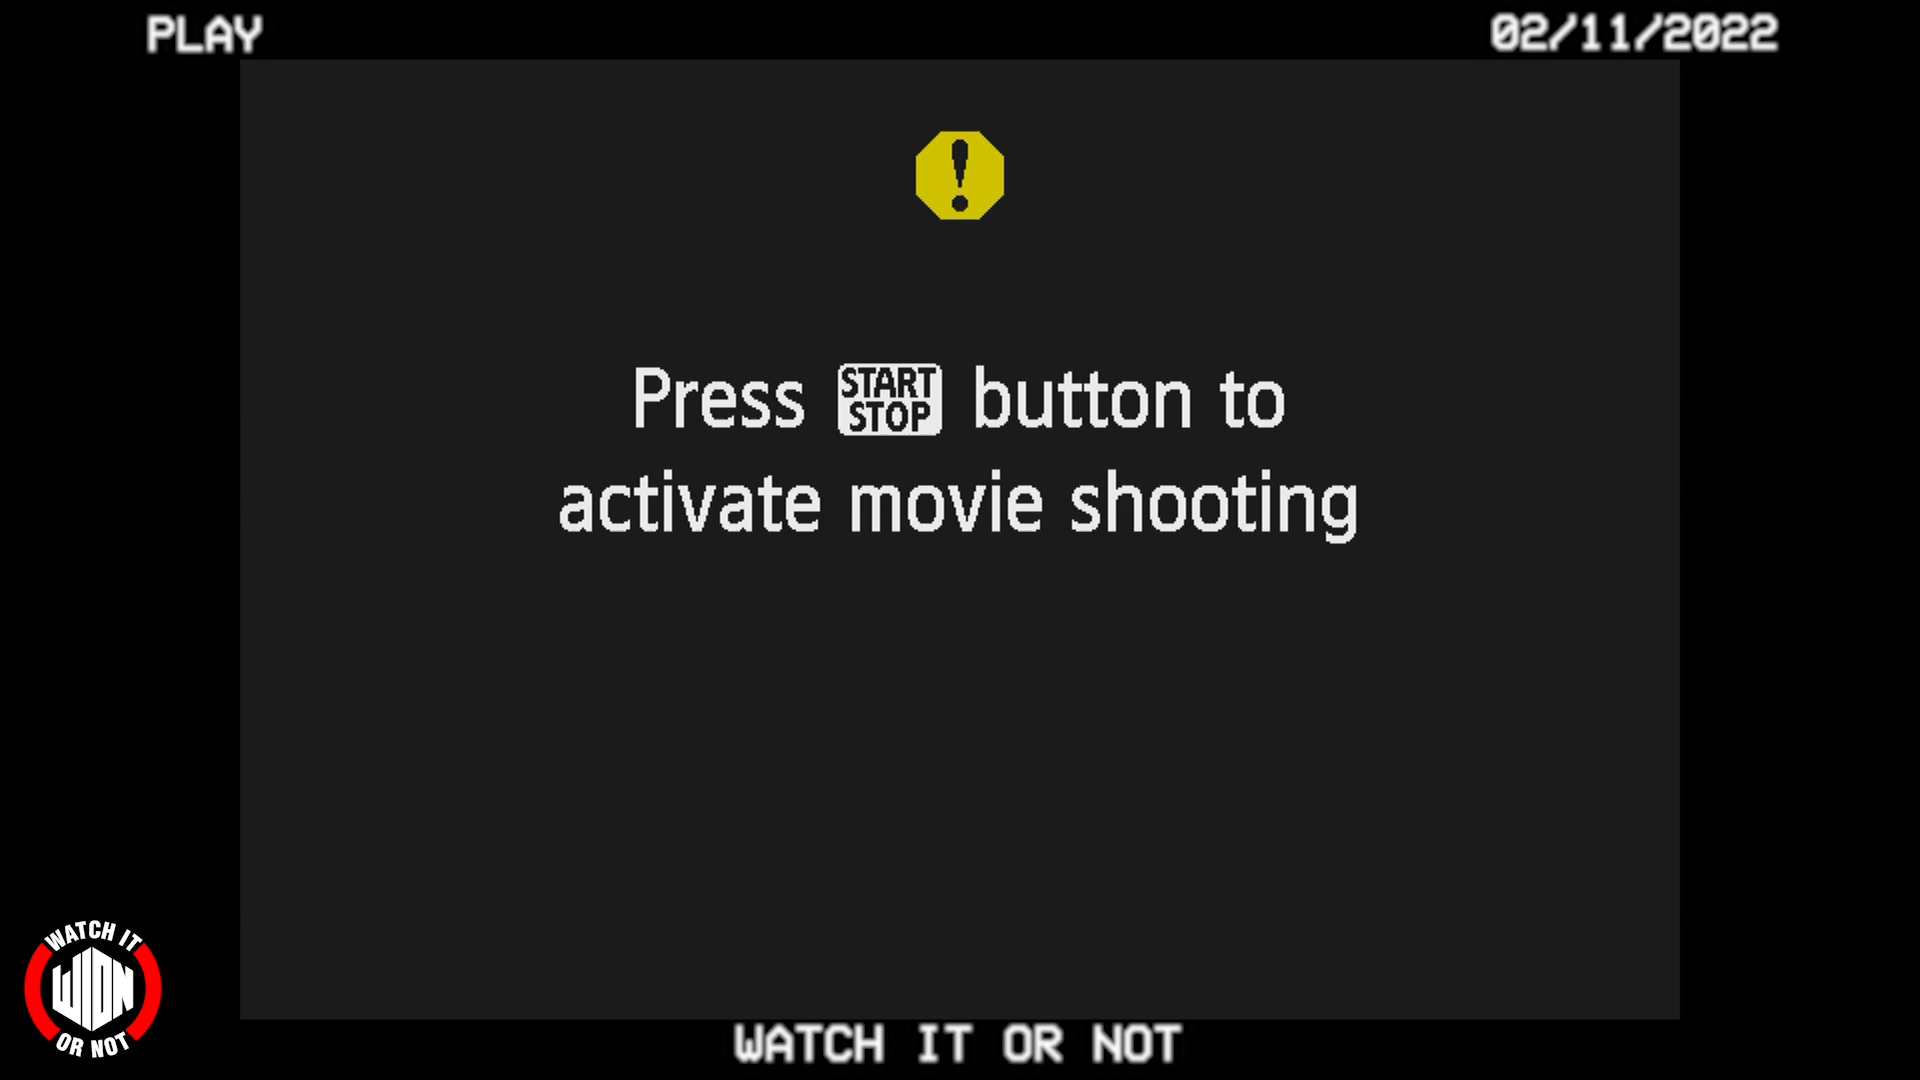 PLAY
02/11/2022
!
Press START STOP button to
activate movie shooting
WATCH IT
WION
OR NOT
WATCH IT OR NOT